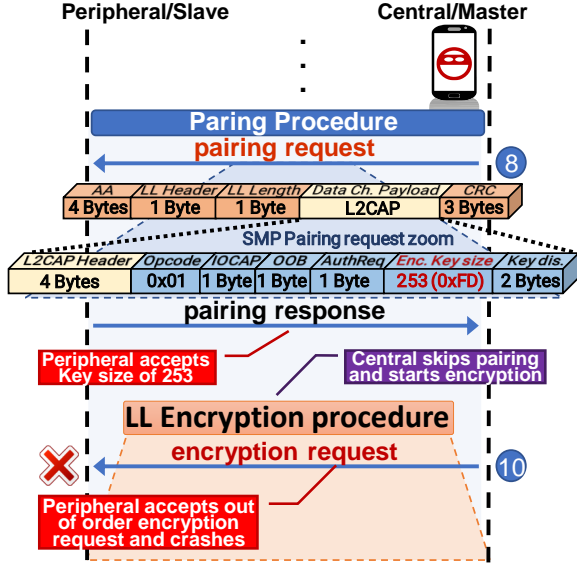 Peripheral/Slave Central/Master
Paring Procedure
pairing request 8
AA LL Header LL Length Data Ch. Payload CRC
4 Bytes 1 Byte 1 Byte L2CAP 3 Bytes
SMP Pairing request zoom
L2CAP Header Opcode IOCAP OOB AuthReq Enc. Key size Key dis.
4 Bytes 0x01 1 Byte 1 Byte 1 Byte 253 (0xFD) 2 Bytes
pairing response
Peripheral accepts
Key size of 253
Central skips pairing
and starts encryption
LL Encryption procedure
encryption request 10
Peripheral accepts out
of order encryption
request and crashes